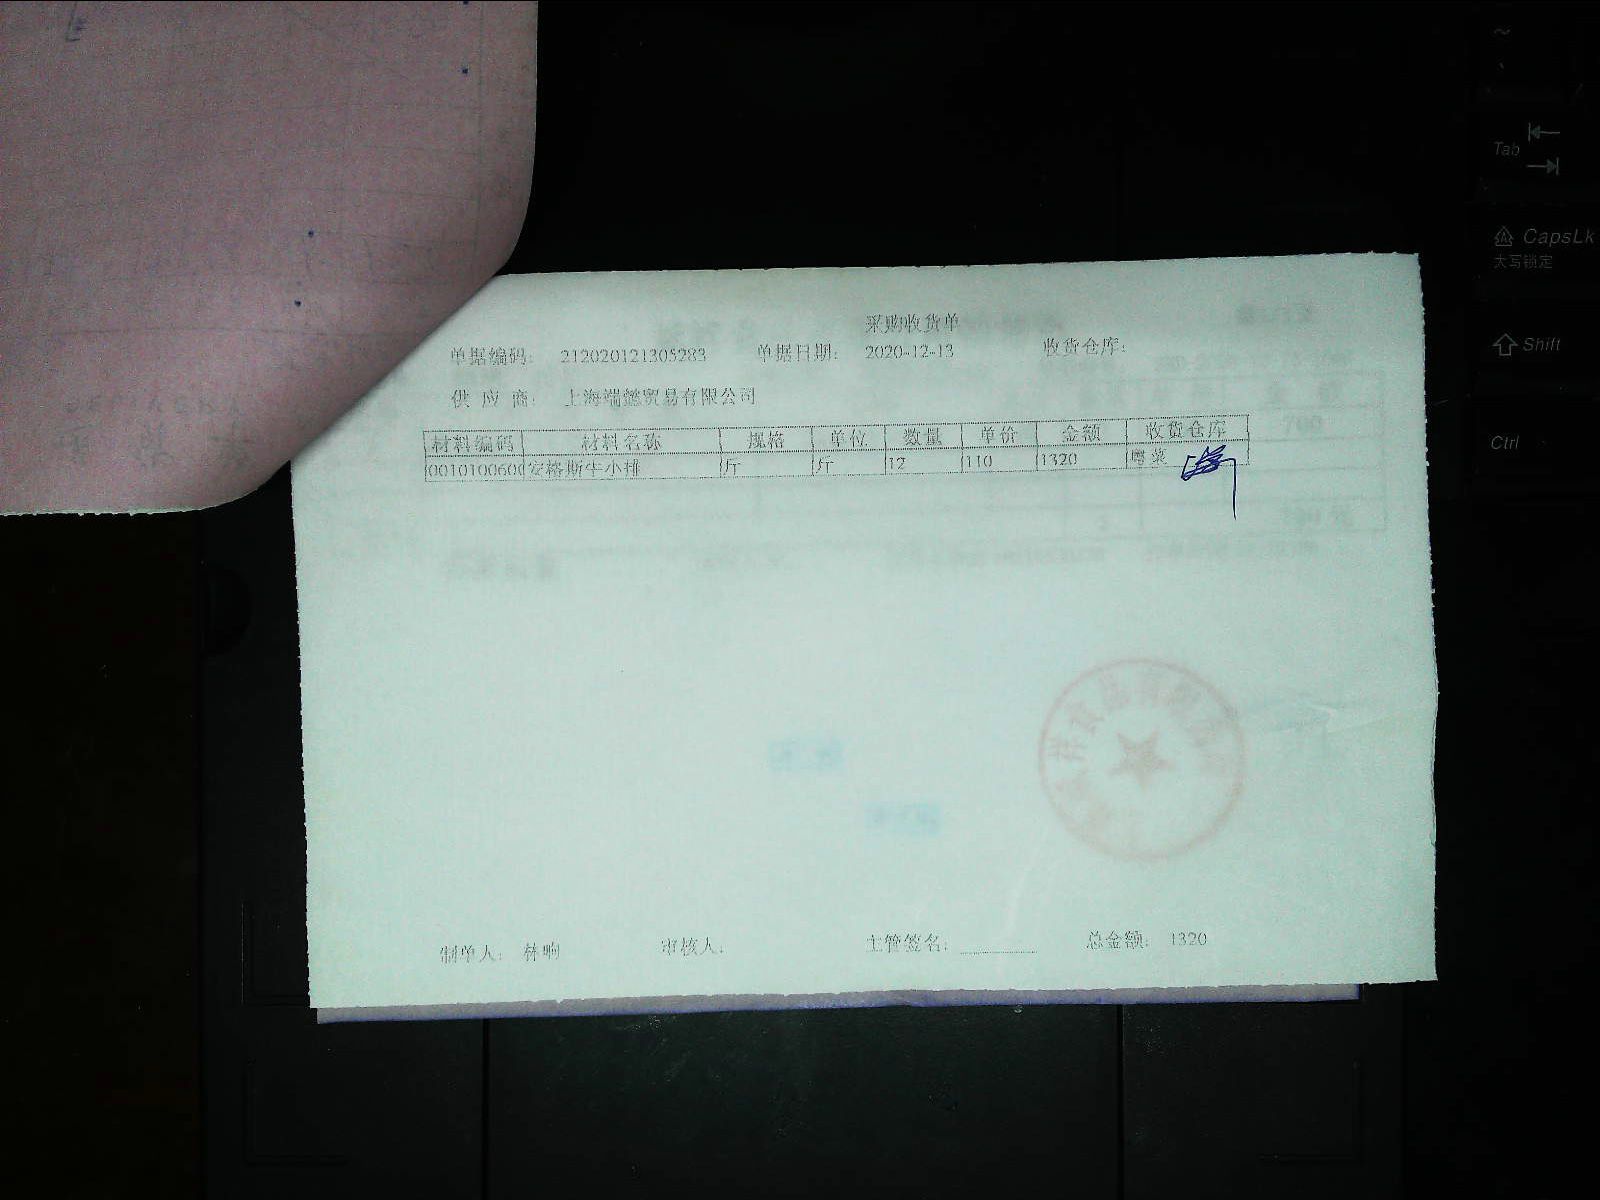 采购收货单
单据编码: 212020121305283 单据日期: 2020-12-13 收货仓库:
供 应 商: 上海端懿贸易有限公司
材料编码 材料名称 规格 单位 数量 单价 金额 收货仓库
0010100600 安格斯牛小排 斤 斤 12 110 1320 粤菜
制单人: 林晌 审核人: 主管签名: 总金额: 1320
Tab
CapsLk
大写锁定
Shift
Ctrl